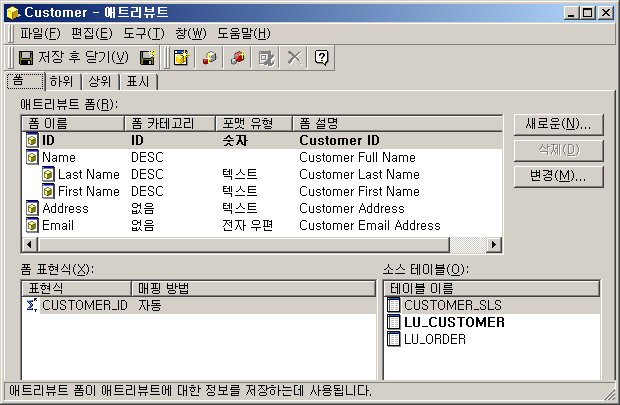 Customer - 애트리뷰트
파일(F) 편집(E) 도구(T) 창(W) 도움말(H)
저장 후 닫기(V)
폼 하위 상위 표시
애트리뷰트 폼(R):
폼 이름 폼 카테고리 포맷 유형 폼 설명
ID ID 숫자 Customer ID
Name DESC Customer Full Name
Last Name DESC 텍스트 Customer Last Name
First Name DESC 텍스트 Customer First Name
Address 없음 텍스트 Customer Address
Email 없음 전자 우편 Customer Email Address
새로운(N)...
삭제(D)
변경(M)...
폼 표현식(X):
표현식 매핑 방법
CUSTOMER_ID 자동
소스 테이블(O):
테이블 이름
CUSTOMER_SLS
LU_CUSTOMER
LU_ORDER
애트리뷰트 폼이 애트리뷰트에 대한 정보를 저장하는데 사용됩니다.